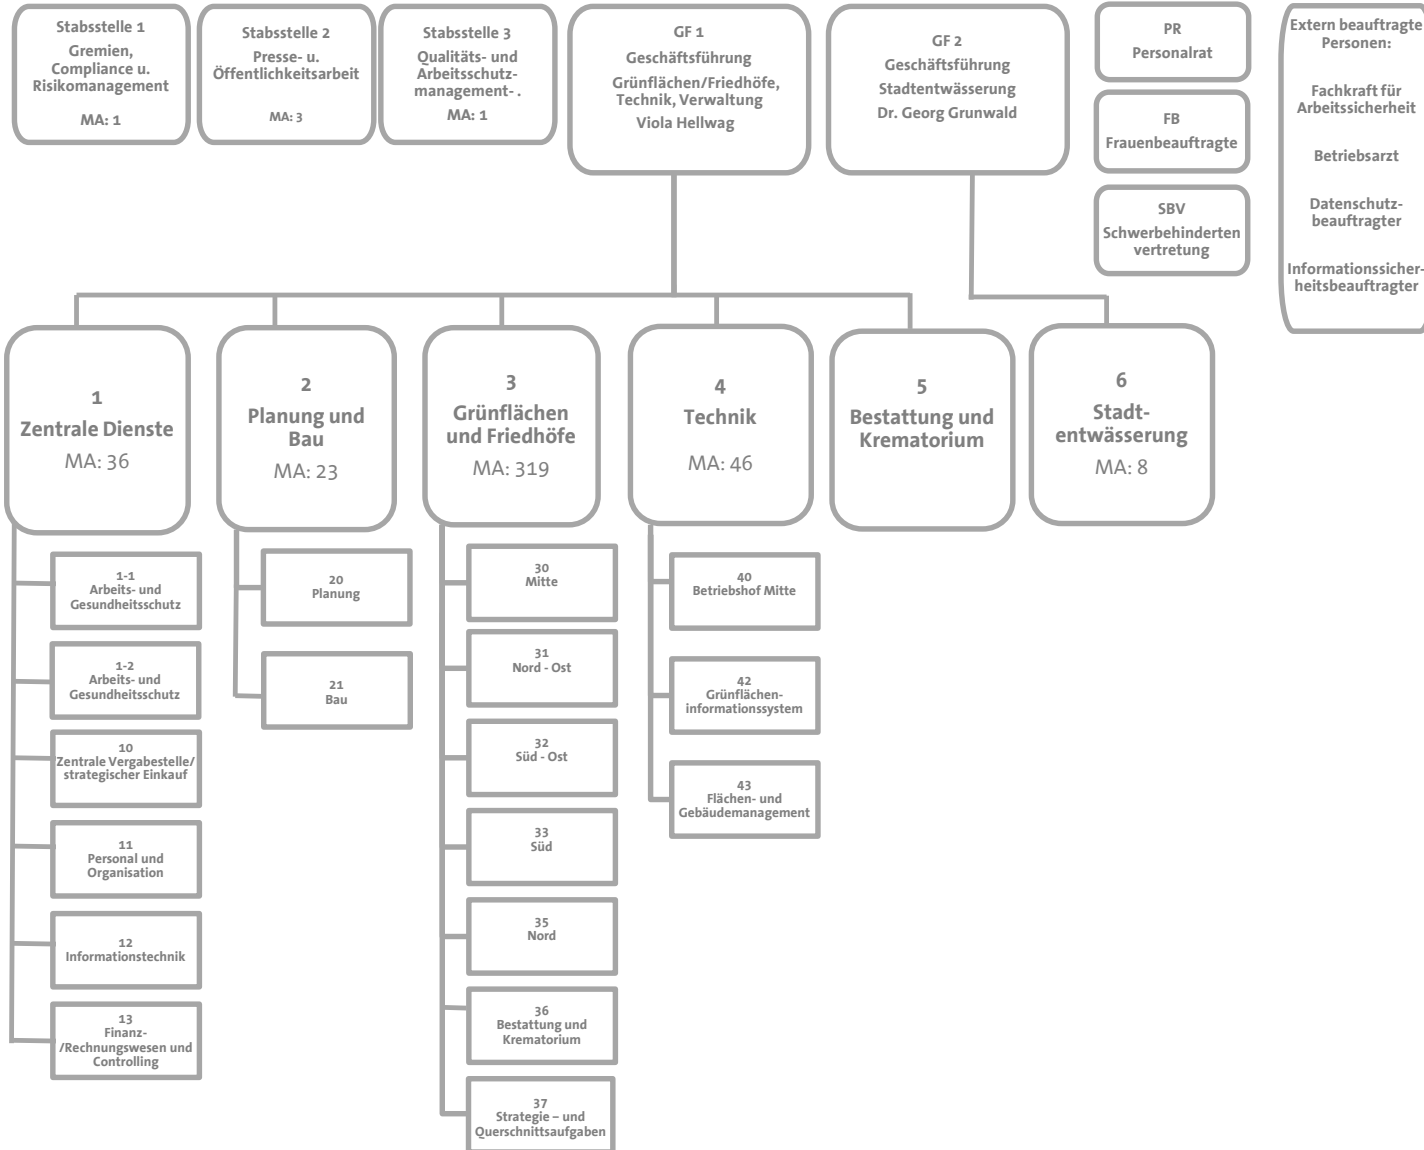 Stabsstelle 1
Gremien,
Compliance u.
Risikomanagement
MA: 1
Stabsstelle 2
Presse- u.
Öffentlichkeitsarbeit
MA: 3
Stabsstelle 3
Qualitäts- und
Arbeitsschutz-
management- .
MA: 1
GF 1
Geschäftsführung
Grünflächen/Friedhöfe,
Technik, Verwaltung
Viola Hellwag
GF 2
Geschäftsführung
Stadtentwässerung
Dr. Georg Grunwald
PR
Personalrat
FB
Frauenbeauftragte
SBV
Schwerbehinderten
vertretung
Extern beauftragte
Personen:
Fachkraft für
Arbeitssicherheit
Betriebsarzt
Datenschutz-
beauftragter
Informationssicher-
heitsbeauftragter
1
Zentrale Dienste
MA: 36
2
Planung und
Bau
MA: 23
3
Grünflächen
und Friedhöfe
MA: 319
4
Technik
MA: 46
5
Bestattung und
Krematorium
6
Stadt-
entwässerung
MA: 8
1-1
Arbeits- und
Gesundheitsschutz
1-2
Arbeits- und
Gesundheitsschutz
10
Zentrale Vergabestelle/
strategischer Einkauf
11
Personal und
Organisation
12
Informationstechnik
13
Finanz-
/Rechnungswesen und
Controlling
20
Planung
21
Bau
30
Mitte
31
Nord - Ost
32
Süd - Ost
33
Süd
35
Nord
36
Bestattung und
Krematorium
37
Strategie – und
Querschnittsaufgaben
40
Betriebshof Mitte
42
Grünflächen-
informationssystem
43
Flächen- und
Gebäudemanagement